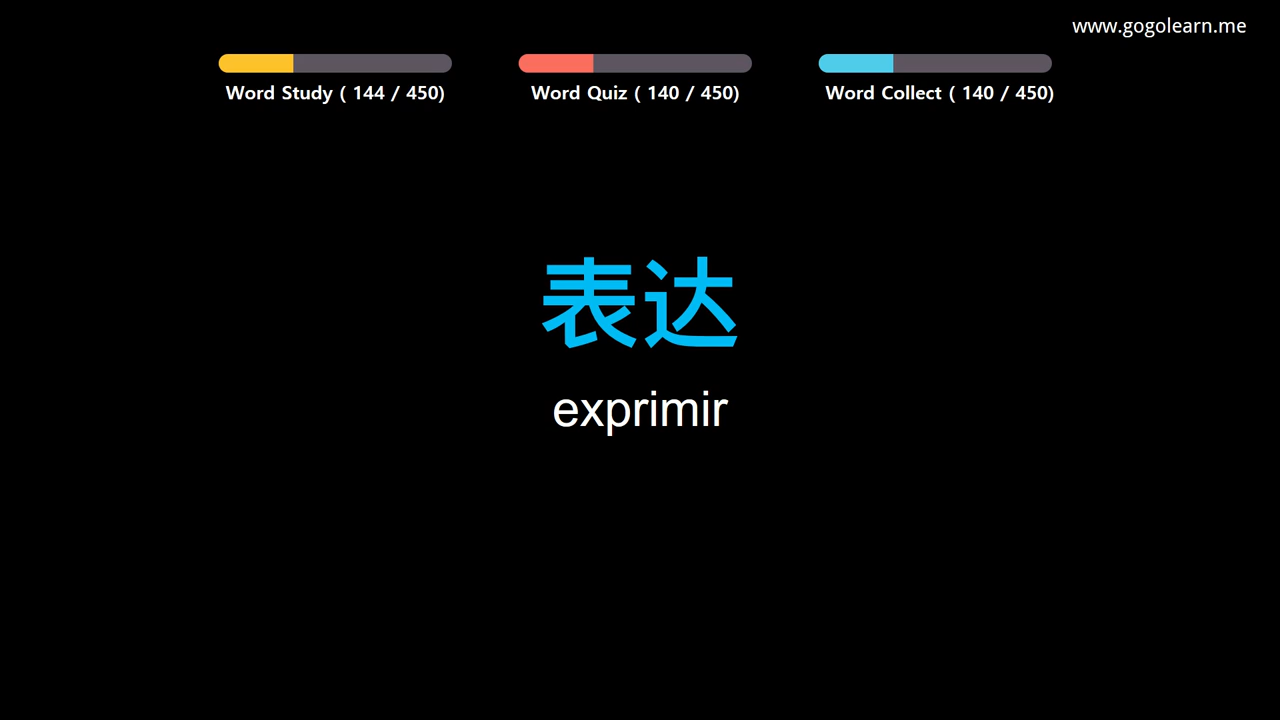 www.gogolearn.me
Word Study ( 144 / 450)
Word Quiz ( 140 / 450)
Word Collect ( 140 / 450)
表达
exprimir